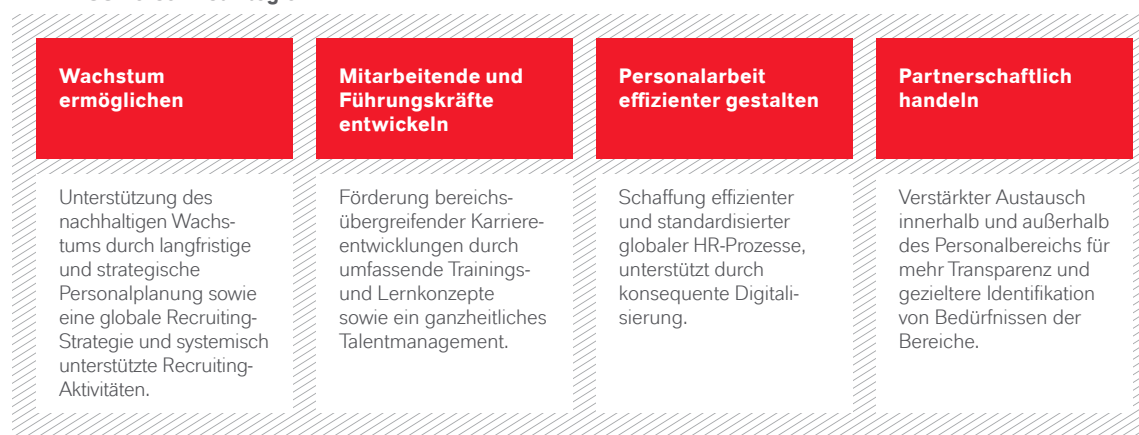 Wachstum
ermöglichen
Unterstützung des
nachhaltigen Wachs-
tums durch langfristige
und strategische
Personalplanung sowie
eine globale Recruiting-
Strategie und systemisch
unterstützte Recruiting-
Aktivitäten.
Mitarbeitende und
Führungskräfte
entwickeln
Förderung bereichs-
übergreifender Karriere-
entwicklungen durch
umfassende Trainings-
und Lernkonzepte
sowie ein ganzheitliches
Talentmanagement.
Personalarbeit
effizienter gestalten
Schaffung effizienter
und standardisierter
globaler HR-Prozesse,
unterstützt durch
konsequente Digitali-
sierung.
Partnerschaftlich
handeln
Verstärkter Austausch
innerhalb und außerhalb
des Personalbereichs für
mehr Transparenz und
gezieltere Identifikation
von Bedürfnissen der
Bereiche.